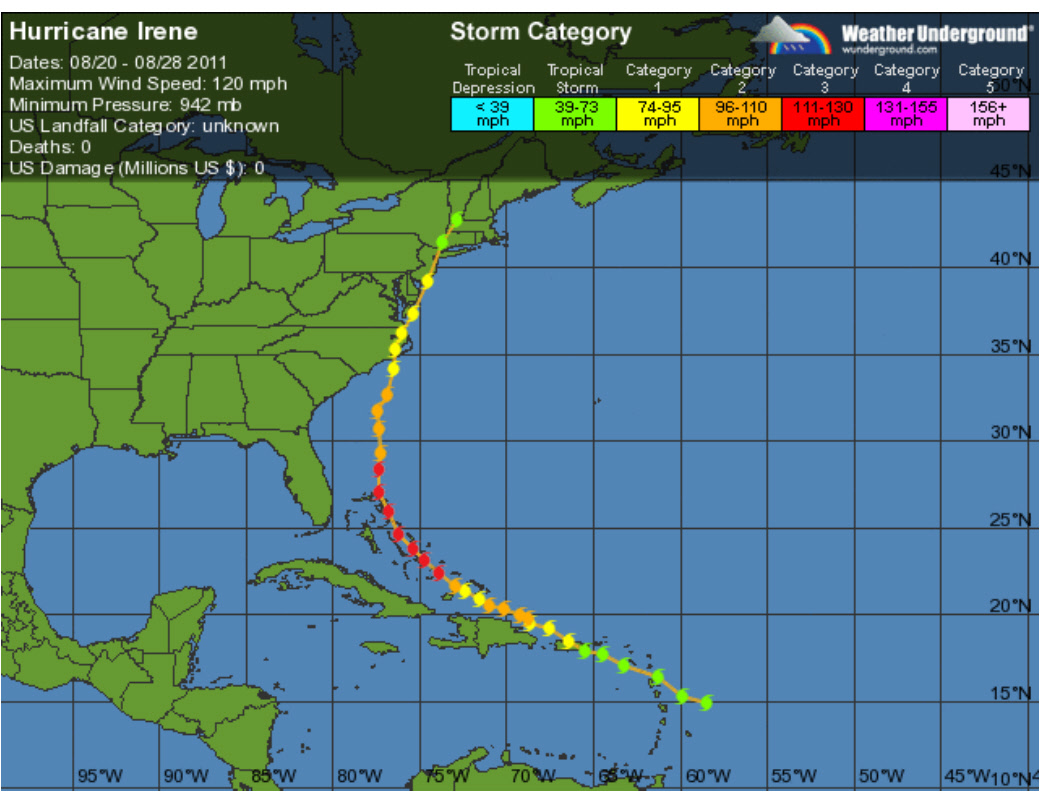 Hurricane Irene
Dates: 08/20 - 08/28 2011
Maximum Wind Speed: 120 mph
Minimum Pressure: 942 mb
US Landfall Category: unknown
Deaths: 0
US Damage (Millions US $): 0
Storm Category
Weather Underground®
wunderground.com
Tropical Depression
< 39 mph
Tropical Storm
39-73 mph
Category 1
74-95 mph
Category 2
96-110 mph
Category 3
111-130 mph
Category 4
131-155 mph
Category 5
156+ mph
50°N
45°N
40°N
35°N
30°N
25°N
20°N
15°N
95°W 90°W 85°W 80°W 75°W 70°W 65°W 60°W 55°W 50°W 45°W 10°N